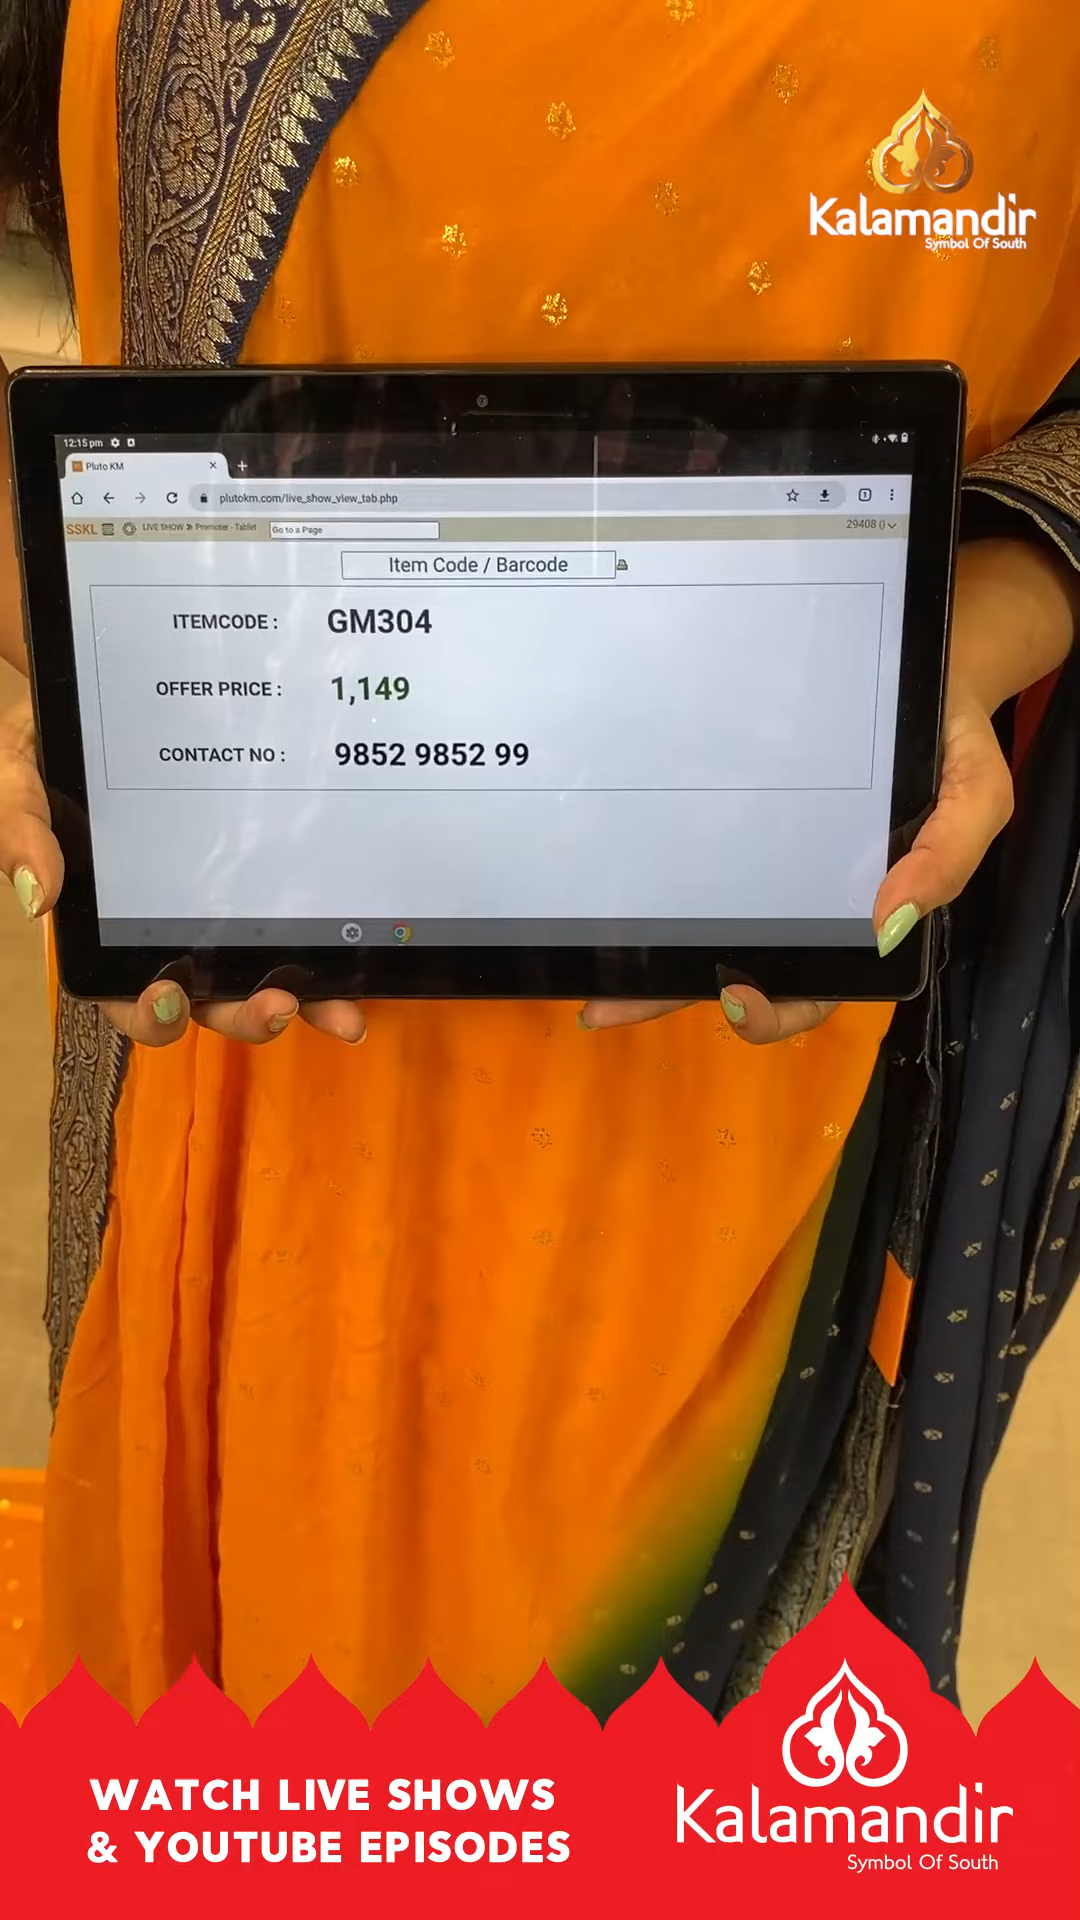 Kalamandir
Symbol Of South
12:15 pm
Pluto KM
plutokm.com/live_show_view_tab.php
SSKL
LIVE SHOW » Promoter - Tablet
Go to a Page
29408 ()
Item Code / Barcode
ITEMCODE : GM304
OFFER PRICE : 1,149
CONTACT NO : 9852 9852 99
WATCH LIVE SHOWS
& YOUTUBE EPISODES
Kalamandir
Symbol Of South